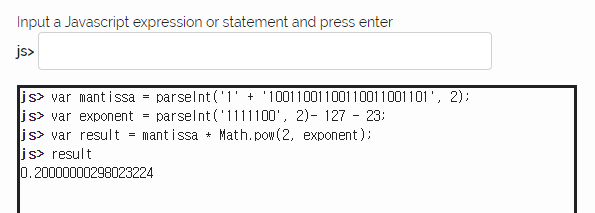 Input a Javascript expression or statement and press enter
js>
js> var mantissa = parseInt('1' + '10011001100110011001101', 2);
js> var exponent = parseInt('1111100', 2)- 127 - 23;
js> var result = mantissa * Math.pow(2, exponent);
js> result
0.20000000298023224